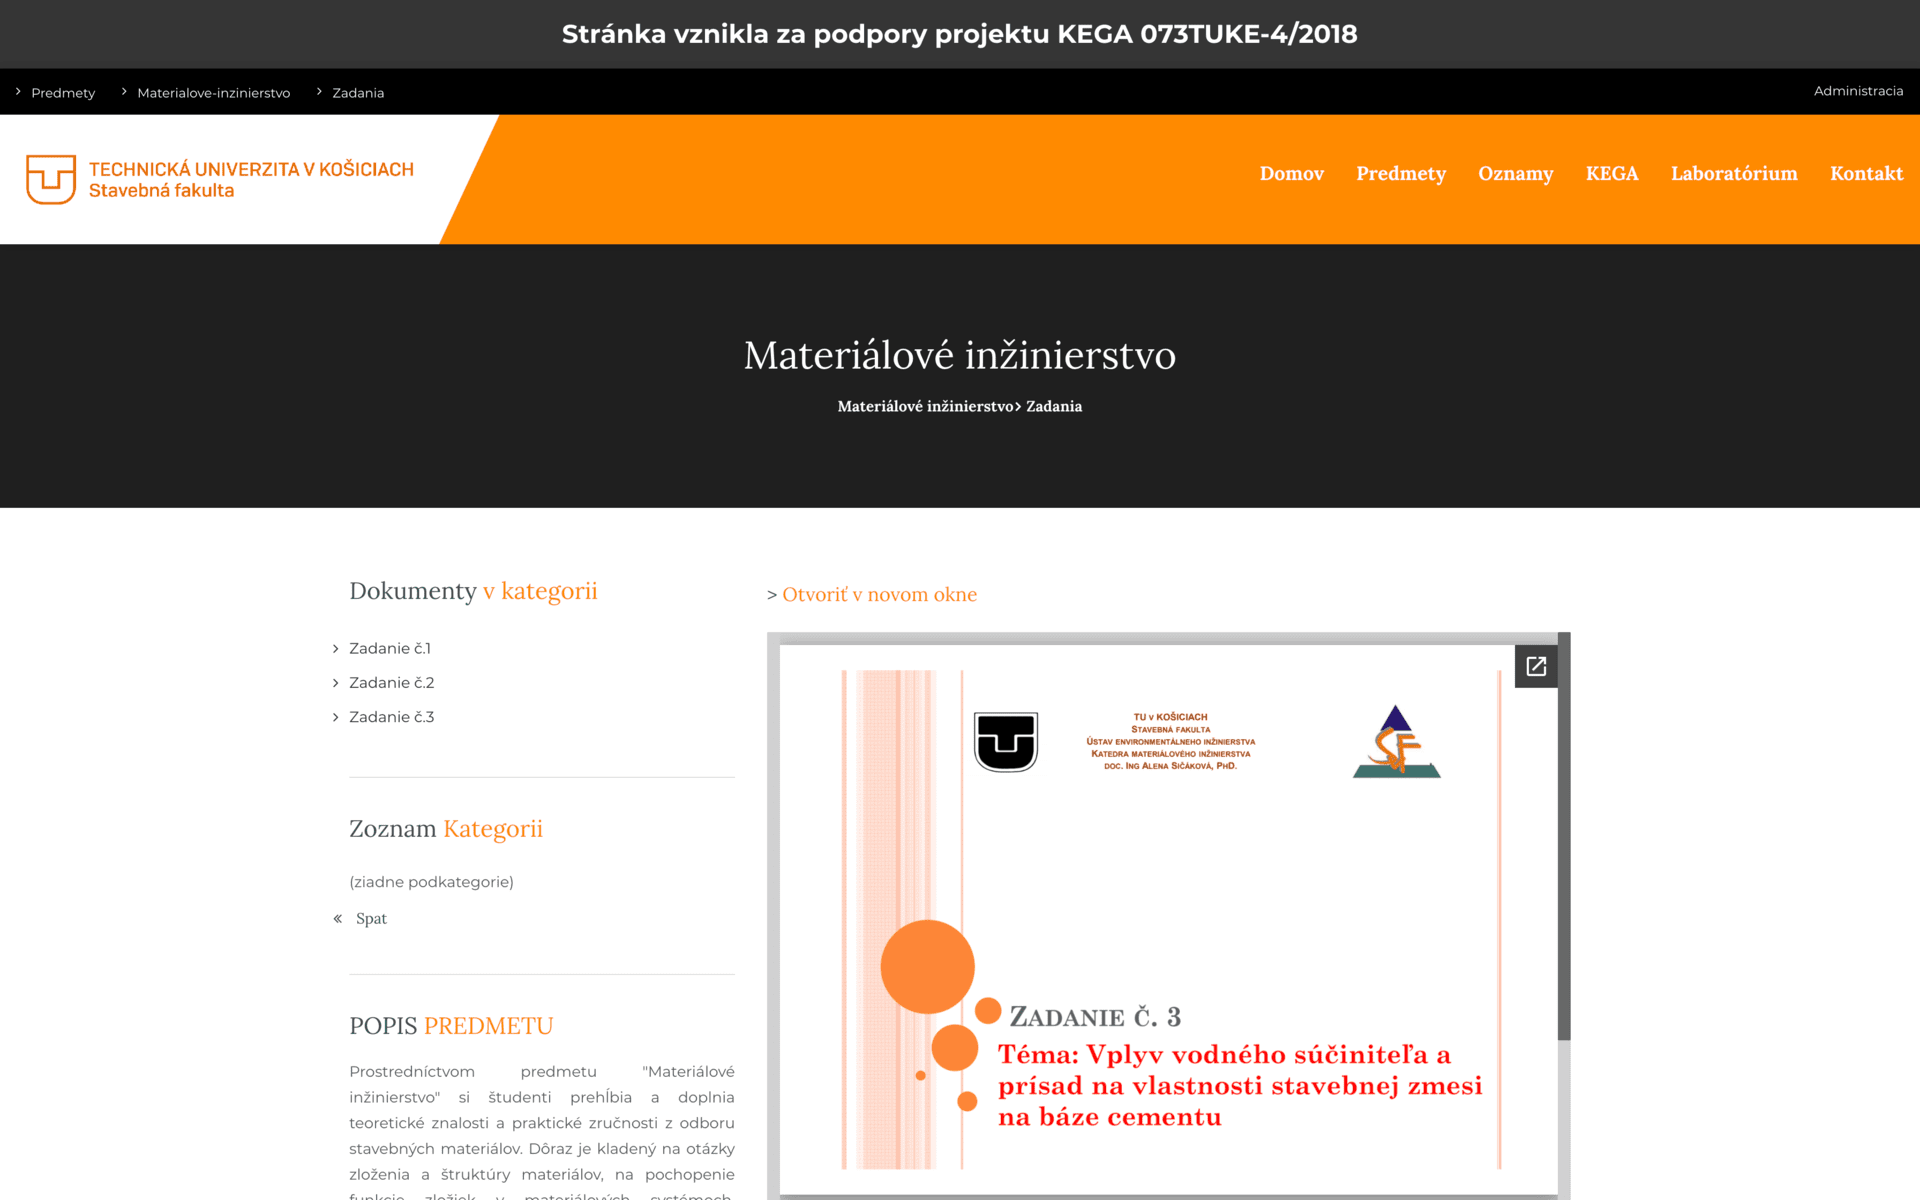 Stránka vznikla za podpory projektu KEGA 073TUKE-4/2018
Predmety
Materialove-inzinierstvo
Zadania
Administracia
TECHNICKÁ UNIVERZITA V KOŠICIACH
Stavebná fakulta
Domov
Predmety
Oznamy
KEGA
Laboratórium
Kontakt
Materiálové inžinierstvo
Materiálové inžinierstvo> Zadania
Dokumenty v kategorii
Zadanie č.1
Zadanie č.2
Zadanie č.3
Zoznam Kategorii
(ziadne podkategorie)
« Spat
POPIS PREDMETU
Prostredníctvom predmetu "Materiálové
inžinierstvo" si študenti prehĺbia a doplnia
teoretické znalosti a praktické zručnosti z odboru
stavebných materiálov. Dôraz je kladený na otázky
zloženia a štruktúry materiálov, na pochopenie
funkcie zložiek v materiálových systémoch,
> Otvoriť v novom okne
TU v KOŠICIACH
STAVEBNÁ FAKULTA
ÚSTAV ENVIRONMENTÁLNEHO INŽINIERSTVA
KATEDRA MATERIÁLOVÉHO INŽINIERSTVA
DOC. ING ALENA SIČÁKOVÁ, PHD.
SF
ZADANIE Č. 3
Téma: Vplyv vodného súčiniteľa a
prísad na vlastnosti stavebnej zmesi
na báze cementu